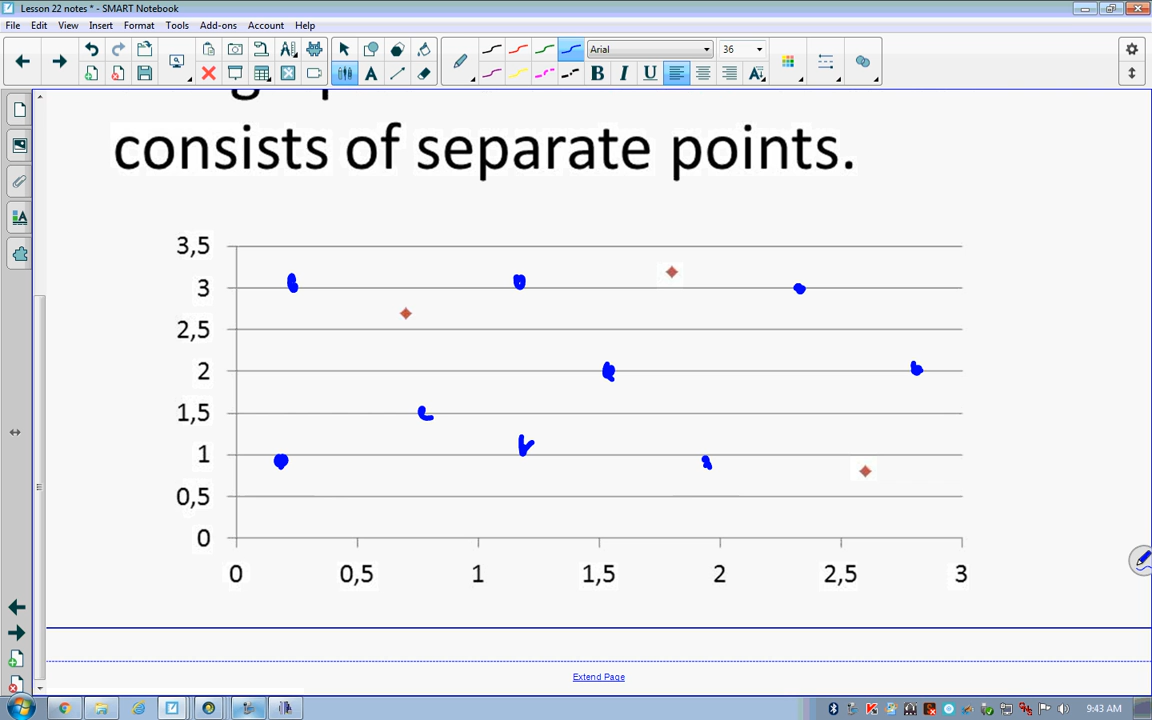 Lesson 22 notes * - SMART Notebook
File Edit View Insert Format Tools Add-ons Account Help
Arial 36
B I U
consists of separate points.
3,5
3
2,5
2
1,5
1
0,5
0
0 0,5 1 1,5 2 2,5 3
Extend Page
9:43 AM